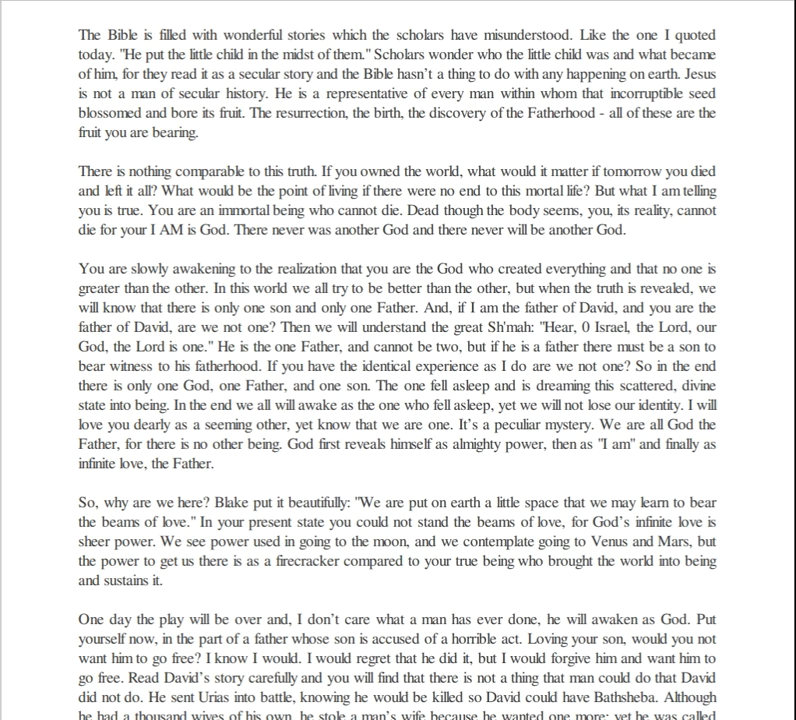 The Bible is filled with wonderful stories which the scholars have misunderstood. Like the one I quoted
today. "He put the little child in the midst of them." Scholars wonder who the little child was and what became
of him, for they read it as a secular story and the Bible hasn't a thing to do with any happening on earth. Jesus
is not a man of secular history. He is a representative of every man within whom that incorruptible seed
blossomed and bore its fruit. The resurrection, the birth, the discovery of the Fatherhood - all of these are the
fruit you are bearing.
There is nothing comparable to this truth. If you owned the world, what would it matter if tomorrow you died
and left it all? What would be the point of living if there were no end to this mortal life? But what I am telling
you is true. You are an immortal being who cannot die. Dead though the body seems, you, its reality, cannot
die for your I AM is God. There never was another God and there never will be another God.
You are slowly awakening to the realization that you are the God who created everything and that no one is
greater than the other. In this world we all try to be better than the other, but when the truth is revealed, we
will know that there is only one son and only one Father. And, if I am the father of David, and you are the
father of David, are we not one? Then we will understand the great Sh'mah: "Hear, 0 Israel, the Lord, our
God, the Lord is one." He is the one Father, and cannot be two, but if he is a father there must be a son to
bear witness to his fatherhood. If you have the identical experience as I do are we not one? So in the end
there is only one God, one Father, and one son. The one fell asleep and is dreaming this scattered, divine
state into being. In the end we all will awake as the one who fell asleep, yet we will not lose our identity. I will
love you dearly as a seeming other, yet know that we are one. It's a peculiar mystery. We are all God the
Father, for there is no other being. God first reveals himself as almighty power, then as "I am" and finally as
infinite love, the Father.
So, why are we here? Blake put it beautifully: "We are put on earth a little space that we may learn to bear
the beams of love." In your present state you could not stand the beams of love, for God's infinite love is
sheer power. We see power used in going to the moon, and we contemplate going to Venus and Mars, but
the power to get us there is as a firecracker compared to your true being who brought the world into being
and sustains it.
One day the play will be over and, I don't care what a man has ever done, he will awaken as God. Put
yourself now, in the part of a father whose son is accused of a horrible act. Loving your son, would you not
want him to go free? I know I would. I would regret that he did it, but I would forgive him and want him to
go free. Read David's story carefully and you will find that there is not a thing that man could do that David
did not do. He sent Urias into battle, knowing he would be killed so David could have Bathsheba. Although
he had a thousand wives of his own, he stole a man's wife because he wanted one more; yet he was called